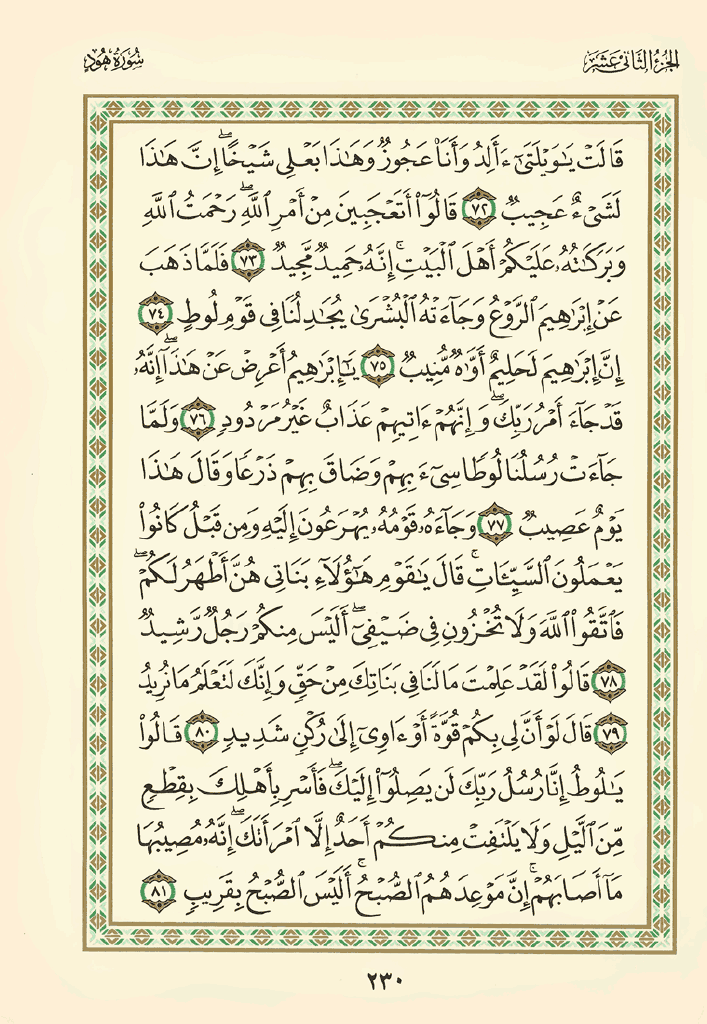 الجزء الثاني عشر
سورة هود
قَالَتْ يَٰوَيْلَتَىٰٓ ءَأَلِدُ وَأَنَا۠ عَجُوزٌ وَهَٰذَا بَعْلِى شَيْخًا ۖ إِنَّ هَٰذَا
لَشَىْءٌ عَجِيبٌ ٧٢ قَالُوٓا۟ أَتَعْجَبِينَ مِنْ أَمْرِ ٱللَّهِ ۖ رَحْمَتُ ٱللَّهِ
وَبَرَكَٰتُهُۥ عَلَيْكُمْ أَهْلَ ٱلْبَيْتِ ۚ إِنَّهُۥ حَمِيدٌ مَّجِيدٌ ٧٣ فَلَمَّا ذَهَبَ
عَنْ إِبْرَٰهِيمَ ٱلرَّوْعُ وَجَآءَتْهُ ٱلْبُشْرَىٰ يُجَٰدِلُنَا فِى قَوْمِ لُوطٍ ٧٤
إِنَّ إِبْرَٰهِيمَ لَحَلِيمٌ أَوَّٰهٌ مُّنِيبٌ ٧٥ يَٰٓإِبْرَٰهِيمُ أَعْرِضْ عَنْ هَٰذَآ ۖ إِنَّهُۥ
قَدْ جَآءَ أَمْرُ رَبِّكَ ۖ وَإِنَّهُمْ ءَاتِيهِمْ عَذَابٌ غَيْرُ مَرْدُودٍ ٧٦ وَلَمَّا
جَآءَتْ رُسُلُنَا لُوطًا سِىٓءَ بِهِمْ وَضَاقَ بِهِمْ ذَرْعًا وَقَالَ هَٰذَا
يَوْمٌ عَصِيبٌ ٧٧ وَجَآءَهُۥ قَوْمُهُۥ يُهْرَعُونَ إِلَيْهِ وَمِن قَبْلُ كَانُوا۟
يَعْمَلُونَ ٱلسَّيِّـَٔاتِ ۚ قَالَ يَٰقَوْمِ هَٰٓؤُلَآءِ بَنَاتِى هُنَّ أَطْهَرُ لَكُمْ ۖ
فَٱتَّقُوا۟ ٱللَّهَ وَلَا تُخْزُونِ فِى ضَيْفِىٓ ۖ أَلَيْسَ مِنكُمْ رَجُلٌ رَّشِيدٌ
٧٨ قَالُوا۟ لَقَدْ عَلِمْتَ مَا لَنَا فِى بَنَاتِكَ مِنْ حَقٍّ وَإِنَّكَ لَتَعْلَمُ مَا نُرِيدُ
٧٩ قَالَ لَوْ أَنَّ لِى بِكُمْ قُوَّةً أَوْ ءَاوِىٓ إِلَىٰ رُكْنٍ شَدِيدٍ ٨٠ قَالُوا۟
يَٰلُوطُ إِنَّا رُسُلُ رَبِّكَ لَن يَصِلُوٓا۟ إِلَيْكَ ۖ فَأَسْرِ بِأَهْلِكَ بِقِطْعٍ
مِّنَ ٱلَّيْلِ وَلَا يَلْتَفِتْ مِنكُمْ أَحَدٌ إِلَّا ٱمْرَأَتَكَ ۖ إِنَّهُۥ مُصِيبُهَا
مَآ أَصَابَهُمْ ۚ إِنَّ مَوْعِدَهُمُ ٱلصُّبْحُ ۚ أَلَيْسَ ٱلصُّبْحُ بِقَرِيبٍ ٨١
٢٣٠